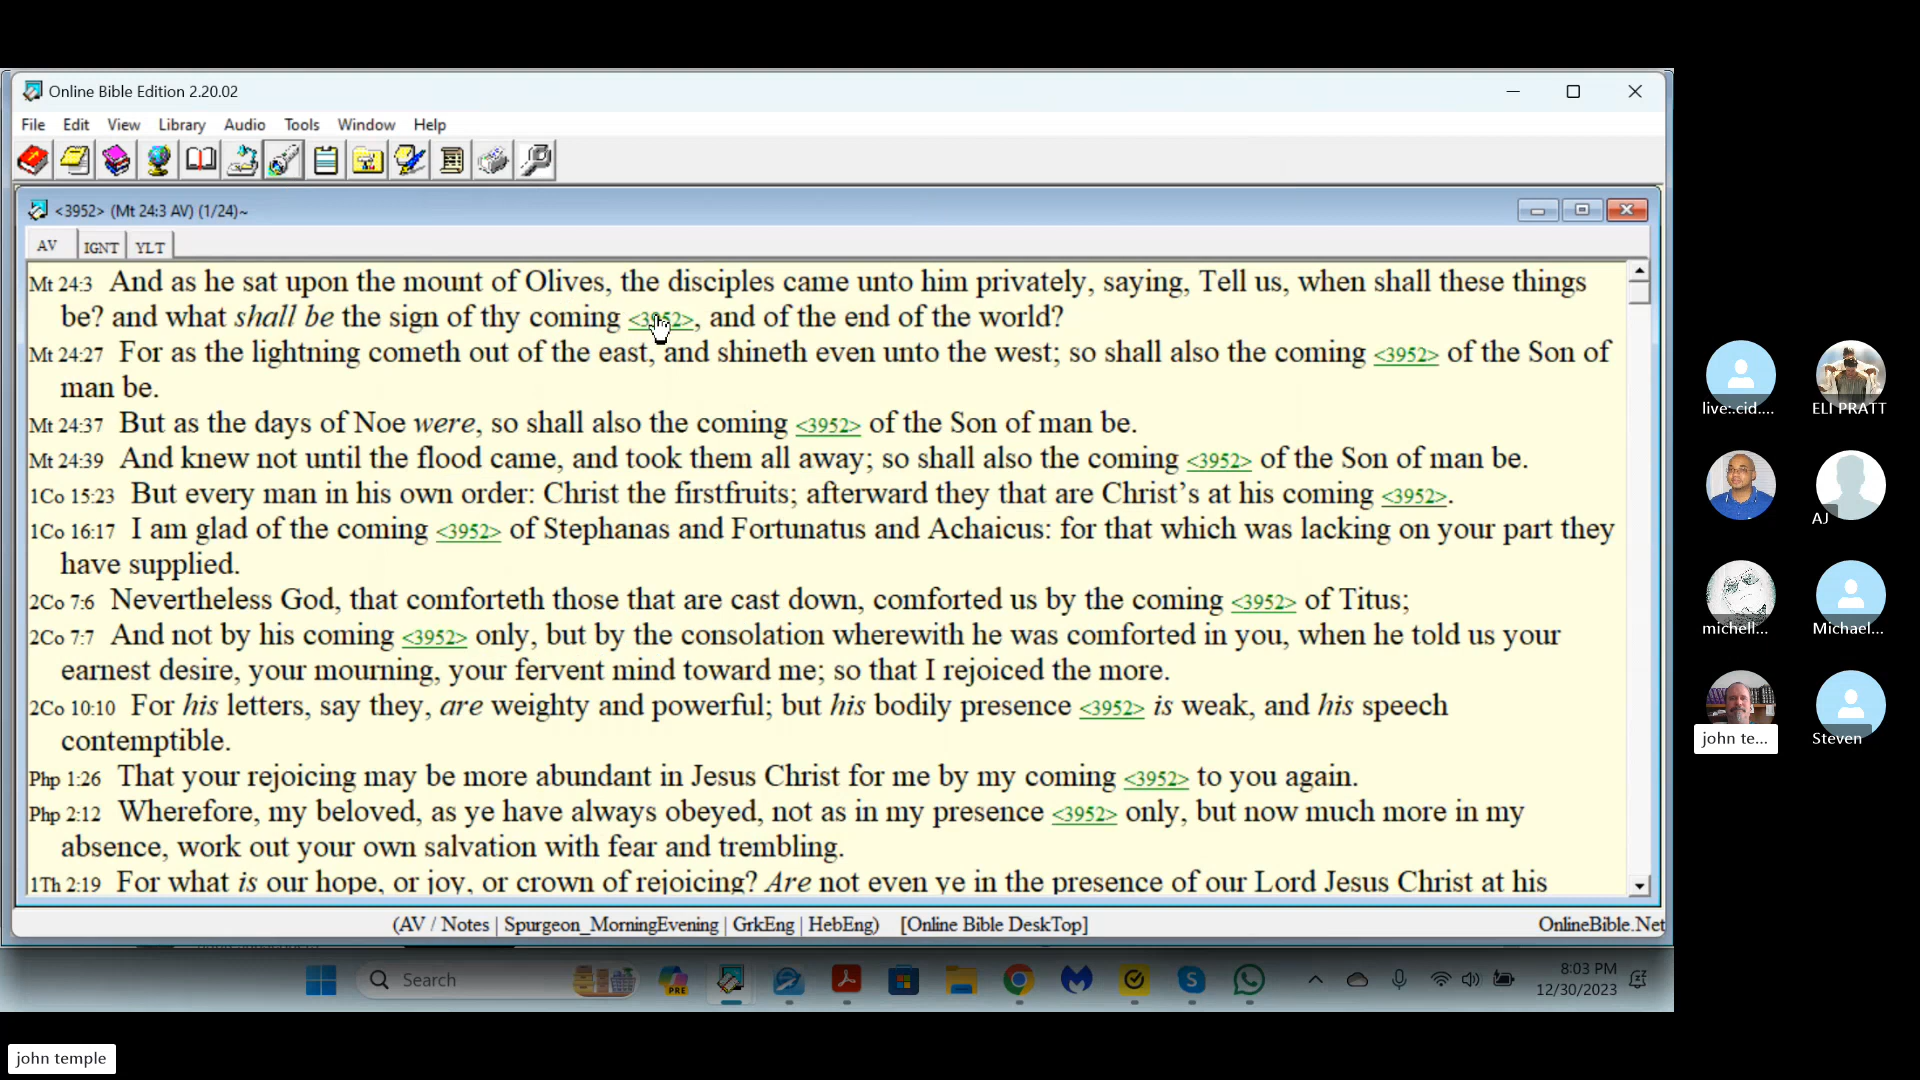 Online Bible Edition 2.20.02
File Edit View Library Audio Tools Window Help
<3952> (Mt 24:3 AV) (1/24)~
AV IGNT YLT
Mt 24:3 And as he sat upon the mount of Olives, the disciples came unto him privately, saying, Tell us, when shall these things
be? and what shall be the sign of thy coming <3952>, and of the end of the world?
Mt 24:27 For as the lightning cometh out of the east, and shineth even unto the west; so shall also the coming <3952> of the Son of
man be.
Mt 24:37 But as the days of Noe were, so shall also the coming <3952> of the Son of man be.
Mt 24:39 And knew not until the flood came, and took them all away; so shall also the coming <3952> of the Son of man be.
1Co 15:23 But every man in his own order: Christ the firstfruits; afterward they that are Christ’s at his coming <3952>.
1Co 16:17 I am glad of the coming <3952> of Stephanas and Fortunatus and Achaicus: for that which was lacking on your part they
have supplied.
2Co 7:6 Nevertheless God, that comforteth those that are cast down, comforted us by the coming <3952> of Titus;
2Co 7:7 And not by his coming <3952> only, but by the consolation wherewith he was comforted in you, when he told us your
earnest desire, your mourning, your fervent mind toward me; so that I rejoiced the more.
2Co 10:10 For his letters, say they, are weighty and powerful; but his bodily presence <3952> is weak, and his speech
contemptible.
Php 1:26 That your rejoicing may be more abundant in Jesus Christ for me by my coming <3952> to you again.
Php 2:12 Wherefore, my beloved, as ye have always obeyed, not as in my presence <3952> only, but now much more in my
absence, work out your own salvation with fear and trembling.
1Th 2:19 For what is our hope, or joy, or crown of rejoicing? Are not even ye in the presence of our Lord Jesus Christ at his
(AV / Notes | Spurgeon_MorningEvening | GrkEng | HebEng) [Online Bible DeskTop] OnlineBible.Net
Search
PRE
8:03 PM
12/30/2023
live:.cid.... ELI PRATT
AJ
michell... Michael...
john te... Steven
john temple